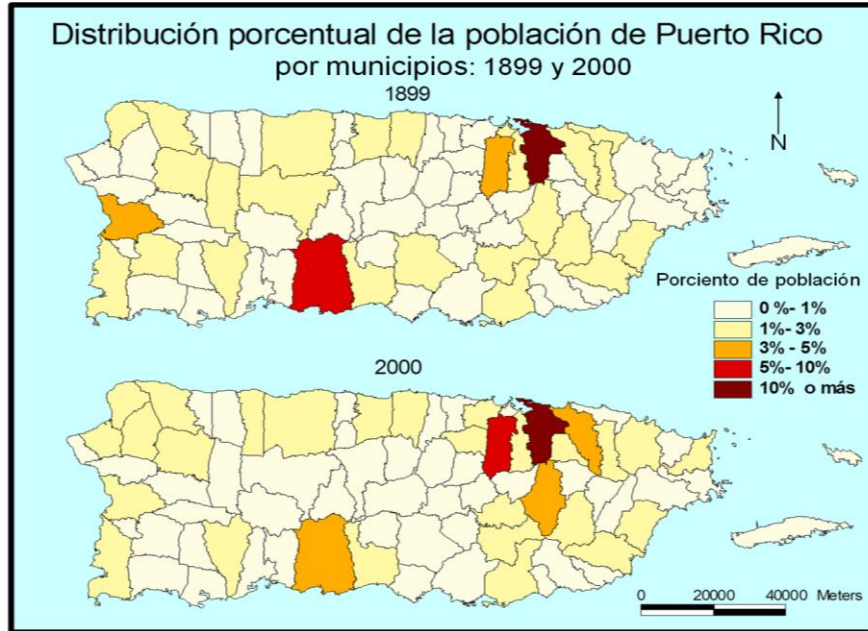 Distribución porcentual de la población de Puerto Rico
por municipios: 1899 y 2000
1899
N
Porciento de población
0 %- 1%
1%- 3%
3% - 5%
5%- 10%
10% o más
2000
0 20000 40000 Meters